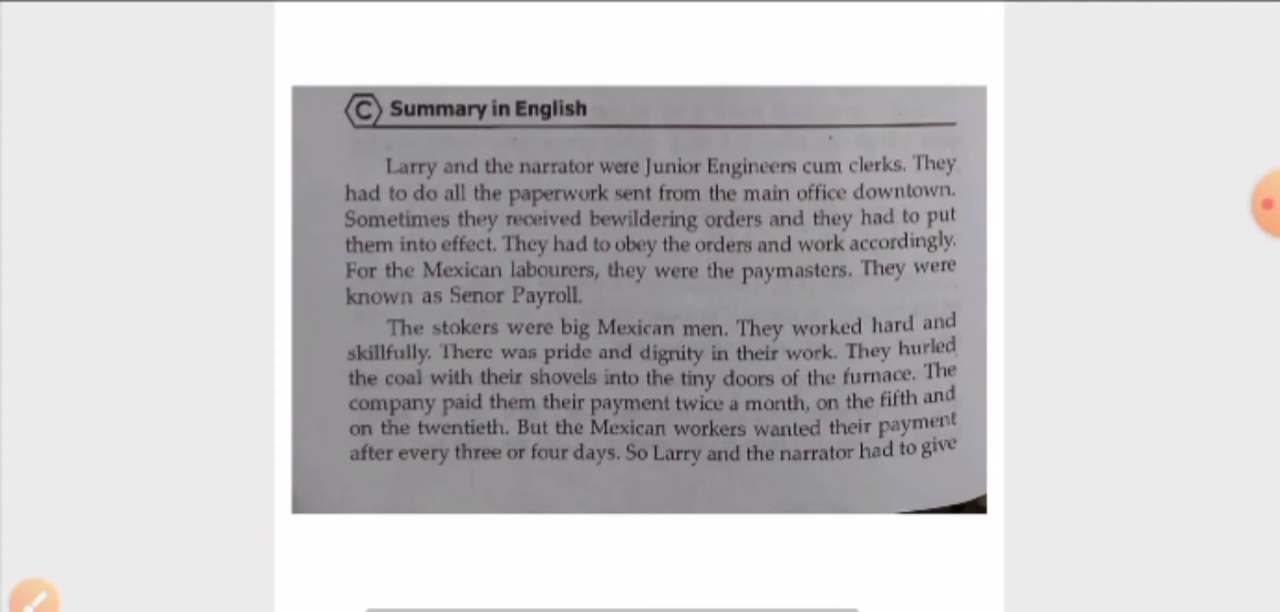 C Summary in English
Larry and the narrator were Junior Engineers cum clerks. They
had to do all the paperwork sent from the main office downtown.
Sometimes they received bewildering orders and they had to put
them into effect. They had to obey the orders and work accordingly.
For the Mexican labourers, they were the paymasters. They were
known as Senor Payroll.
The stokers were big Mexican men. They worked hard and
skillfully. There was pride and dignity in their work. They hurled
the coal with their shovels into the tiny doors of the furnace. The
company paid them their payment twice a month, on the fifth and
on the twentieth. But the Mexican workers wanted their payment
after every three or four days. So Larry and the narrator had to give